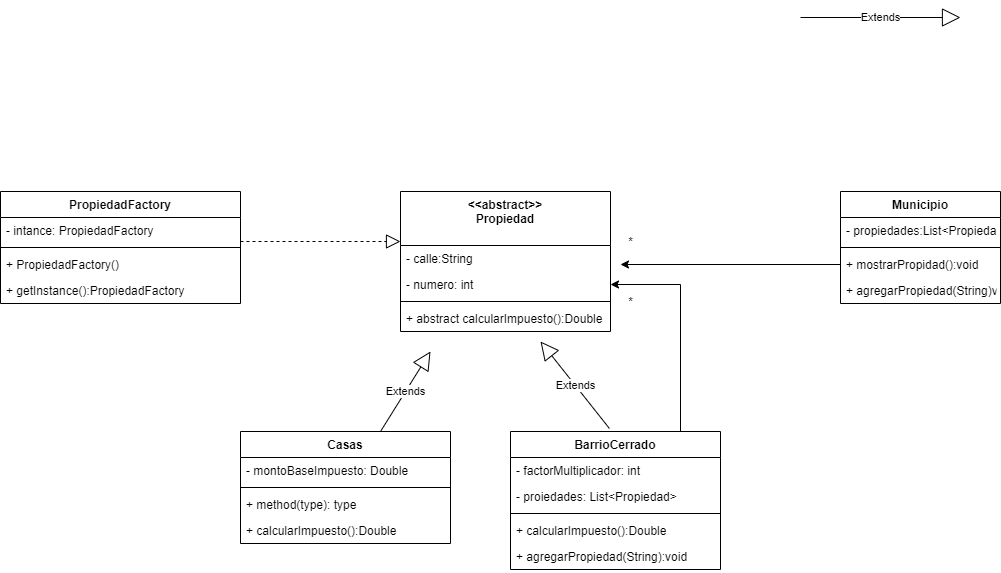 Extends
PropiedadFactory
- intance: PropiedadFactory
+ PropiedadFactory()
+ getInstance():PropiedadFactory
<<abstract>>
Propiedad
- calle:String
- numero: int
+ abstract calcularImpuesto():Double
*
*
Municipio
- propiedades:List<Propieda
+ mostrarPropidad():void
+ agregarPropiedad(String)v
Extends
Extends
Casas
- montoBaseImpuesto: Double
+ method(type): type
+ calcularImpuesto():Double
BarrioCerrado
- factorMultiplicador: int
- proiedades: List<Propiedad>
+ calcularImpuesto():Double
+ agregarPropiedad(String):void